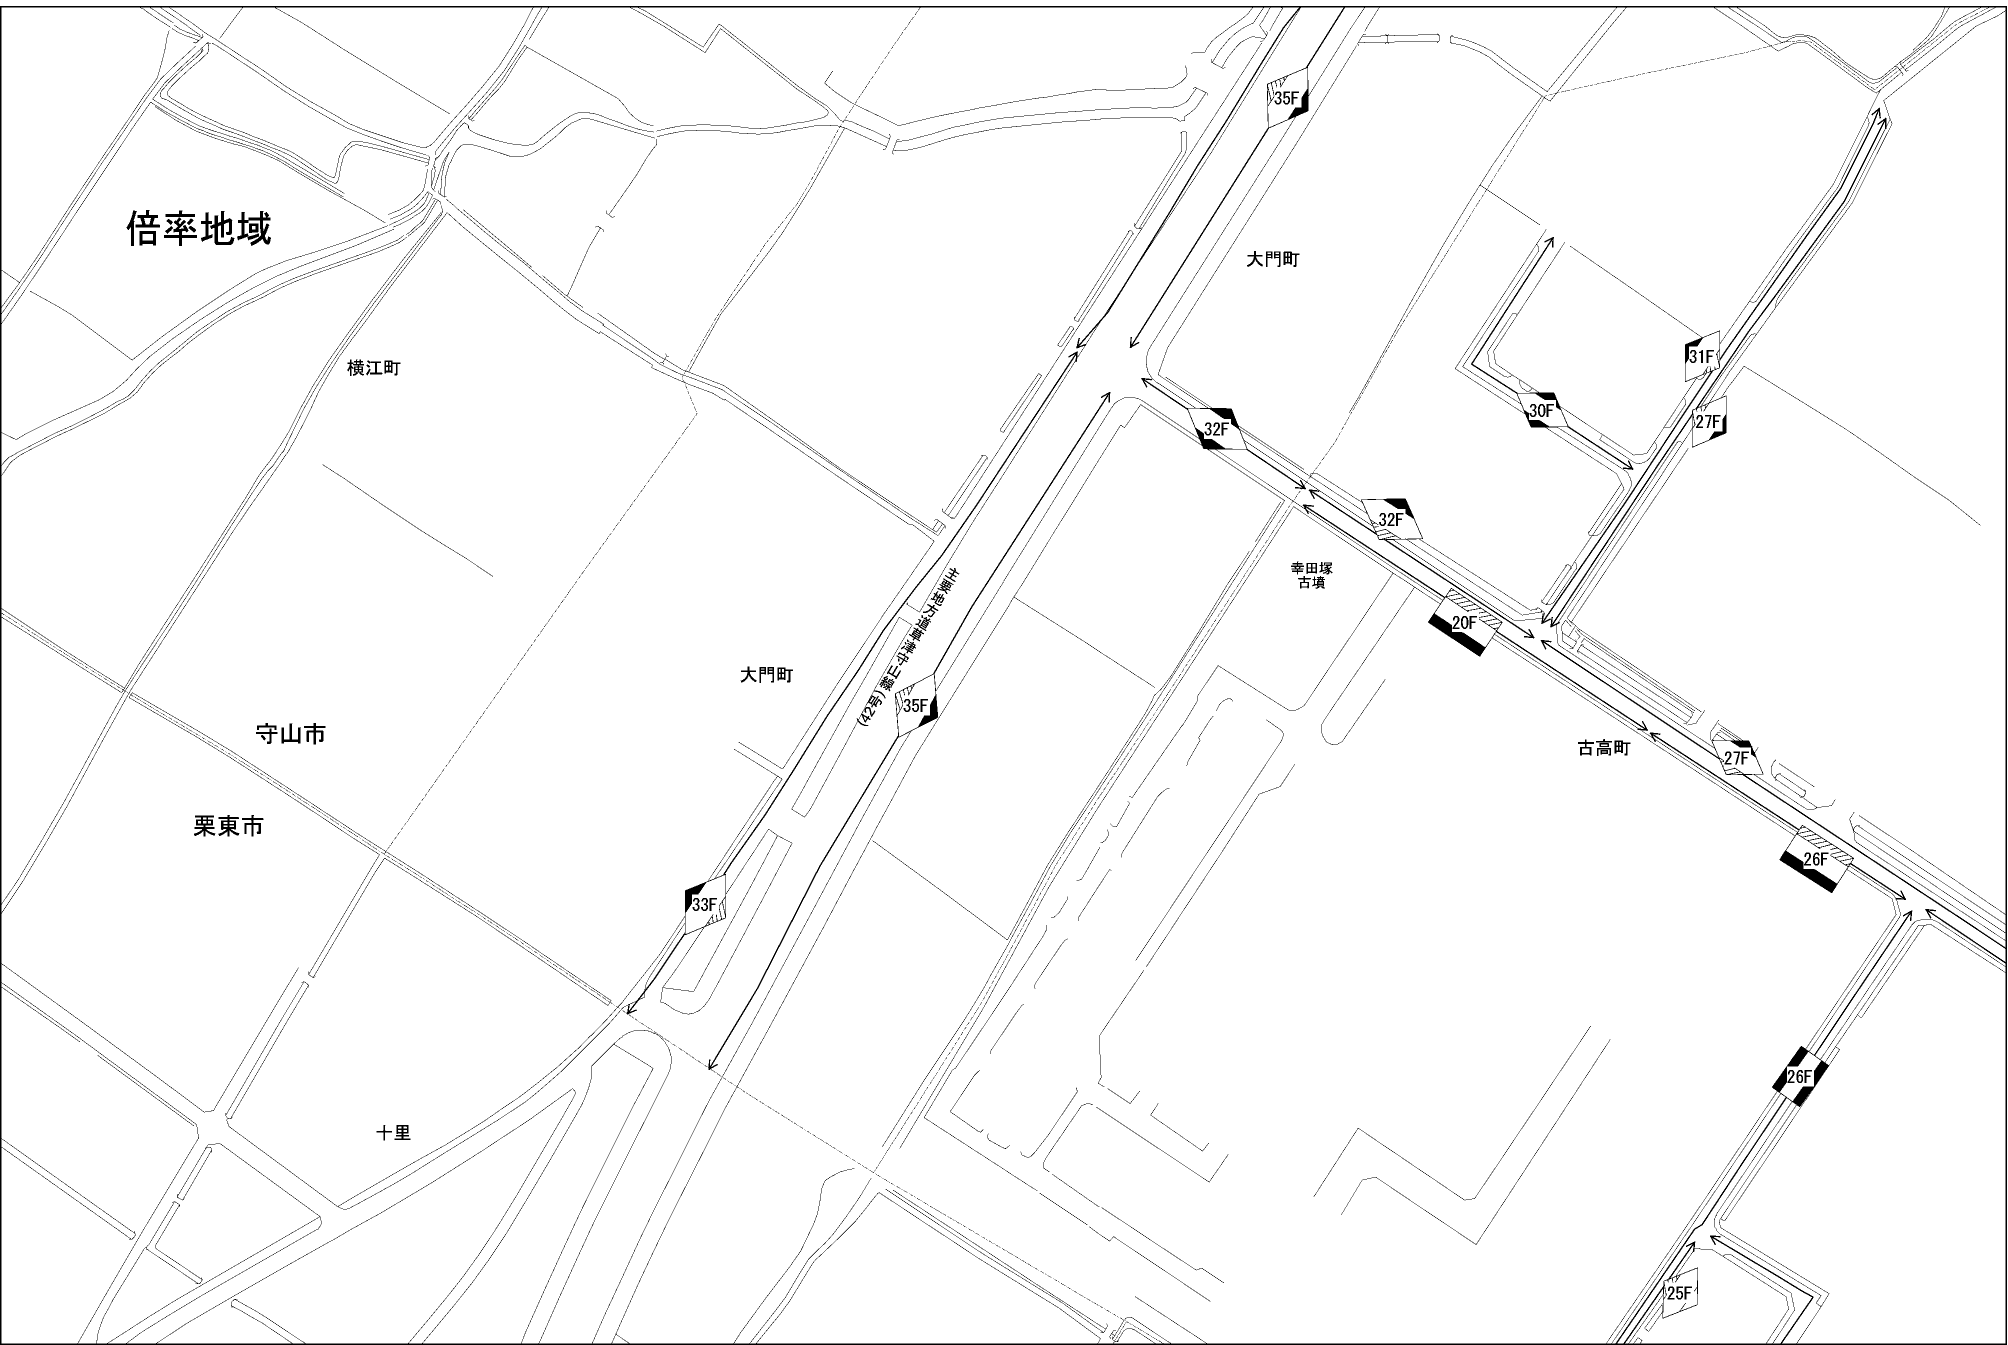 35F
倍率地域
大門町
31F
横江町
30F
27F
32F
32F
幸田塚
古墳
20F
主要地方道草津守山線
(42号)
大門町
35F
守山市
古高町
27F
栗東市
26F
33F
26F
十里
25F